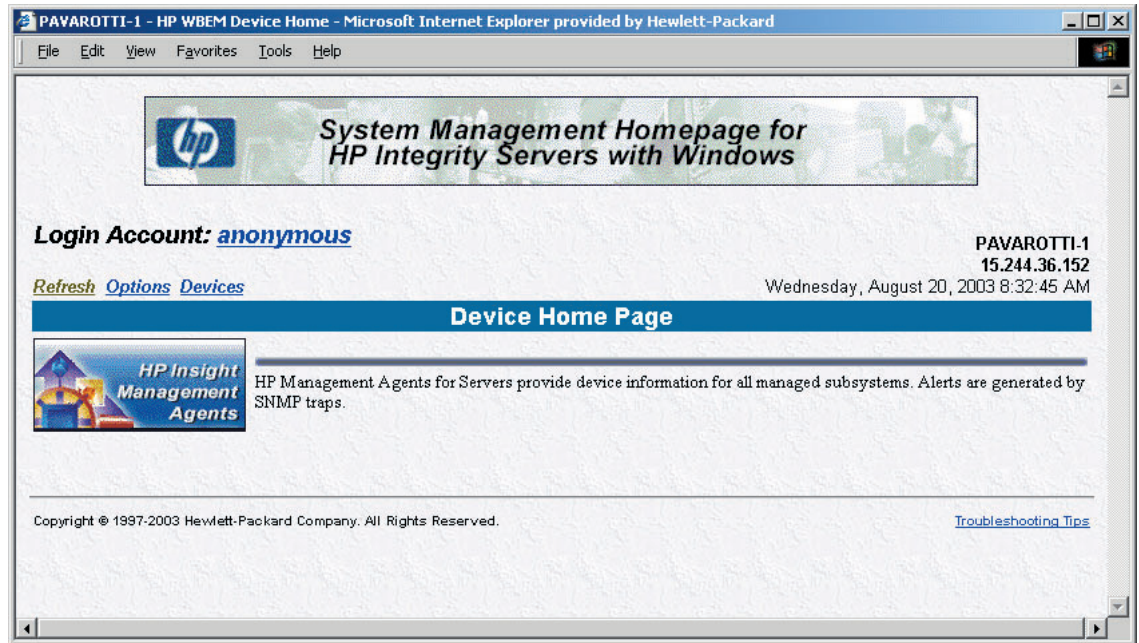 PAVAROTTI-1 - HP WBEM Device Home - Microsoft Internet Explorer provided by Hewlett-Packard
File Edit View Favorites Tools Help
hp
System Management Homepage for
HP Integrity Servers with Windows
Login Account: anonymous
PAVAROTTI-1
15.244.36.152
Refresh Options Devices
Wednesday, August 20, 2003 8:32:45 AM
Device Home Page
HP Insight
Management
Agents
HP Management Agents for Servers provide device information for all managed subsystems. Alerts are generated by
SNMP traps.
Copyright © 1997-2003 Hewlett-Packard Company. All Rights Reserved.
Troubleshooting Tips